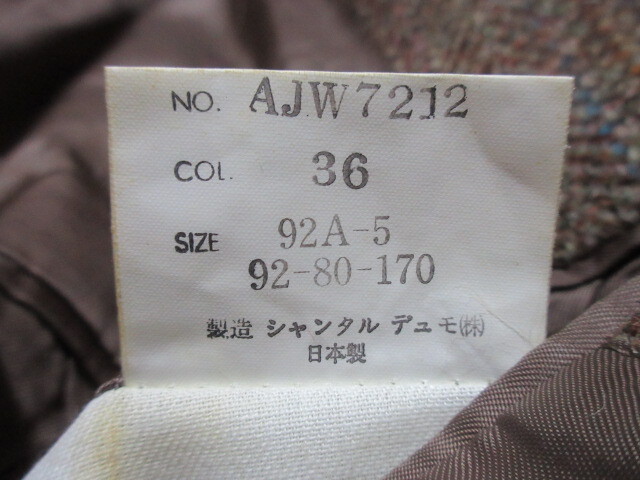 NO. AJW7212
COL. 36
SIZE 92A-5
92-80-170
製造 シャンタル デュモ㈱
日本製